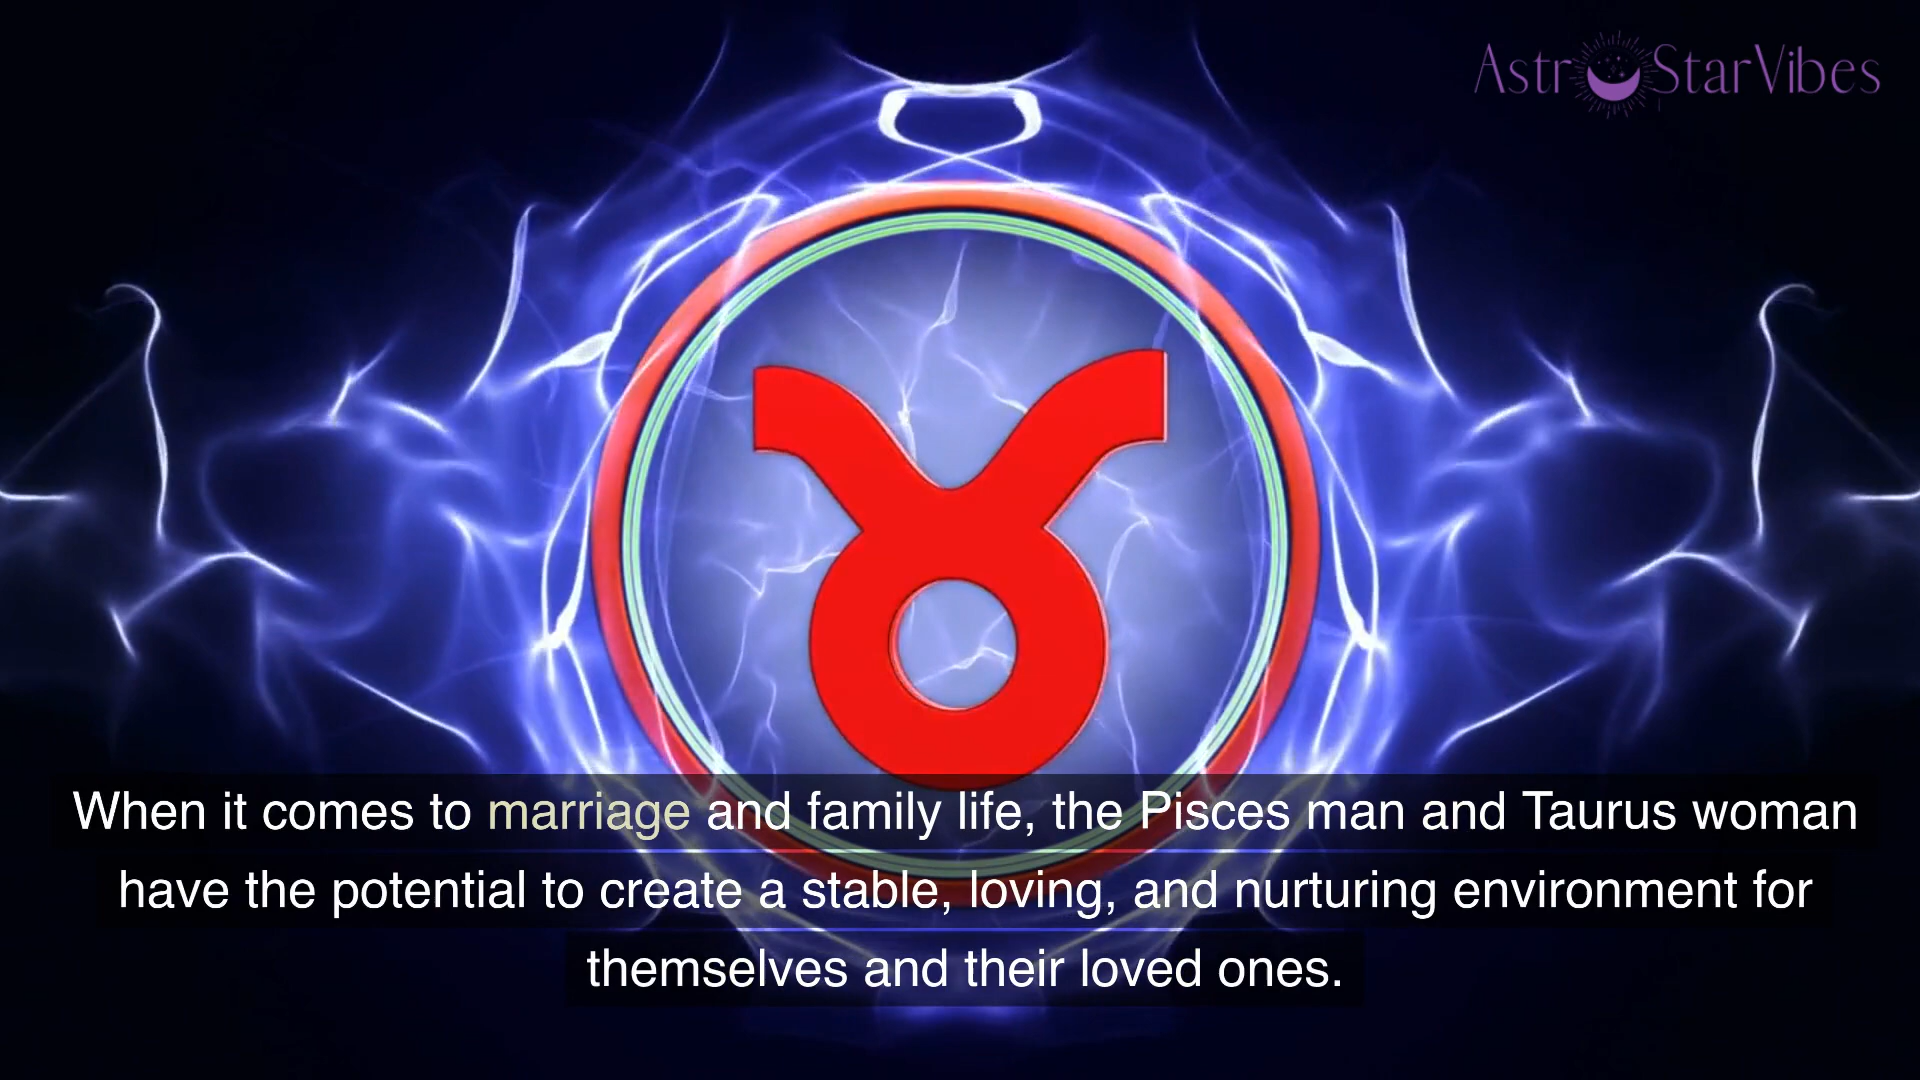 AstroStarVibes
When it comes to marriage and family life, the Pisces man and Taurus woman
have the potential to create a stable, loving, and nurturing environment for
themselves and their loved ones.